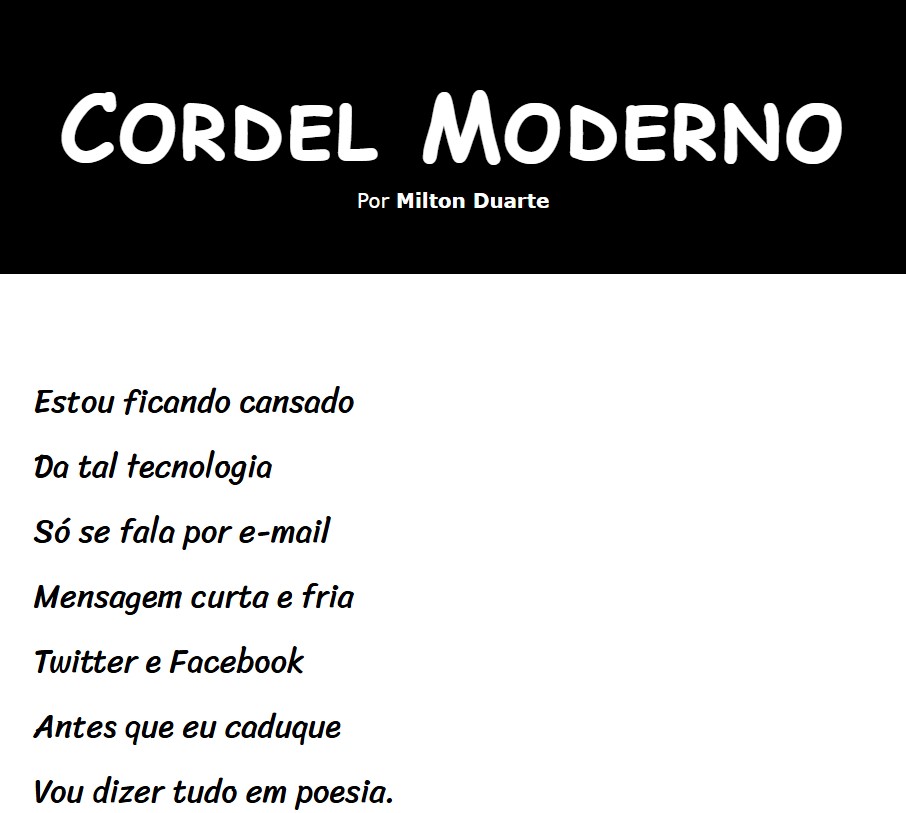 Cordel Moderno
Por Milton Duarte
Estou ficando cansado
Da tal tecnologia
Só se fala por e-mail
Mensagem curta e fria
Twitter e Facebook
Antes que eu caduque
Vou dizer tudo em poesia.